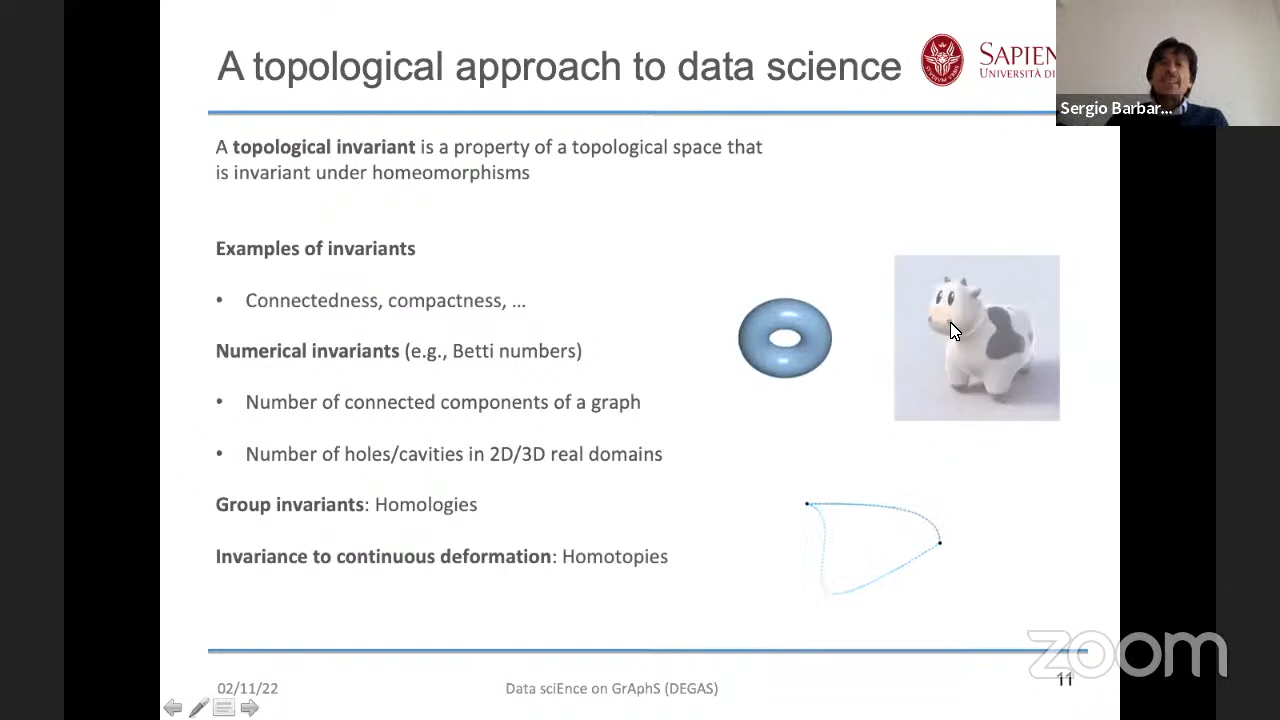 A topological approach to data science
SAPIEN
UNIVERSITÀ DI
Sergio Barbar...
A topological invariant is a property of a topological space that
is invariant under homeomorphisms
Examples of invariants
• Connectedness, compactness, ...
Numerical invariants (e.g., Betti numbers)
• Number of connected components of a graph
• Number of holes/cavities in 2D/3D real domains
Group invariants: Homologies
Invariance to continuous deformation: Homotopies
zoom
02/11/22
Data sciEnce on GrAphS (DEGAS)
11